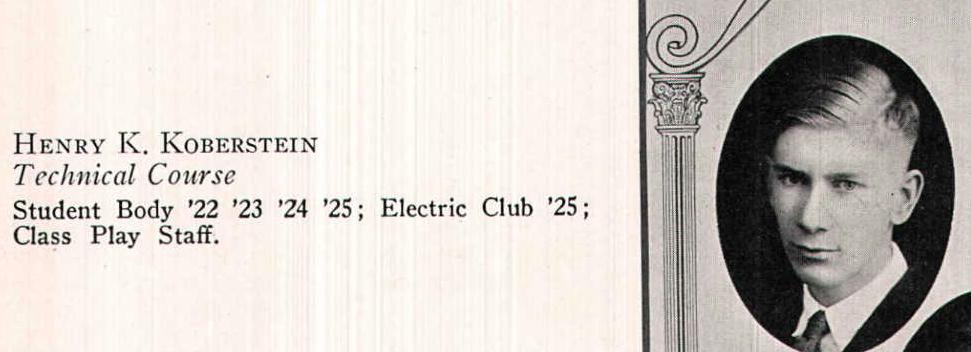 Henry K. Koberstein
Technical Course
Student Body '22 '23 '24 '25; Electric Club '25;
Class Play Staff.